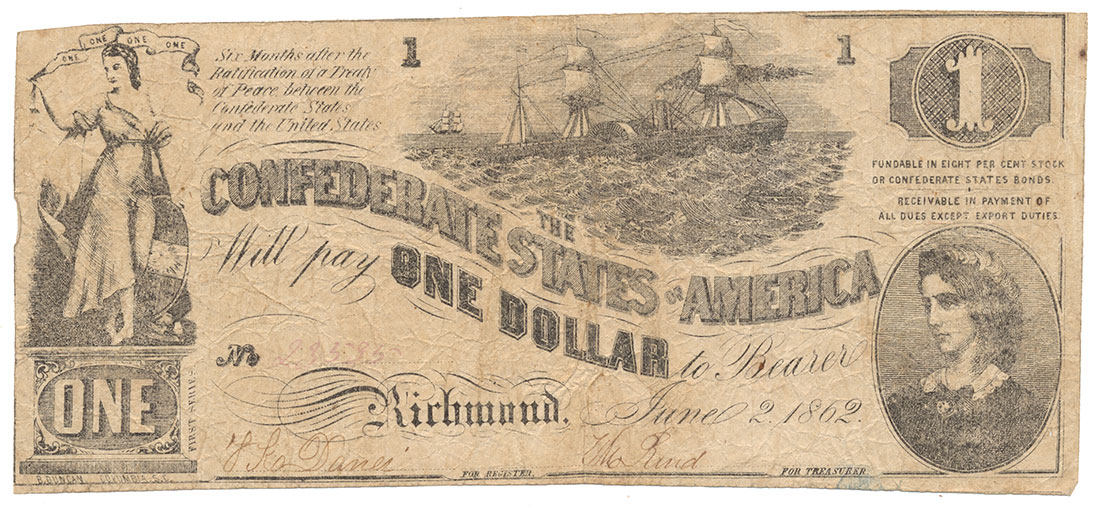 ONE ONE ONE ONE
Six Months after the
Ratification of a Treaty
of Peace between the
Confederate States
and the United States
1
1
1
FUNDABLE IN EIGHT PER CENT STOCK
OR CONFEDERATE STATES BONDS.
RECEIVABLE IN PAYMENT OF
ALL DUES EXCEPT EXPORT DUTIES.
THE
CONFEDERATE STATES OF AMERICA
Will pay ONE DOLLAR to Bearer
No
Richmond, June 2. 1862.
ONE
FIRST SERIES
FOR REGISTER.
FOR TREASURER
B. DUNCAN COLUMBIA, S.C.